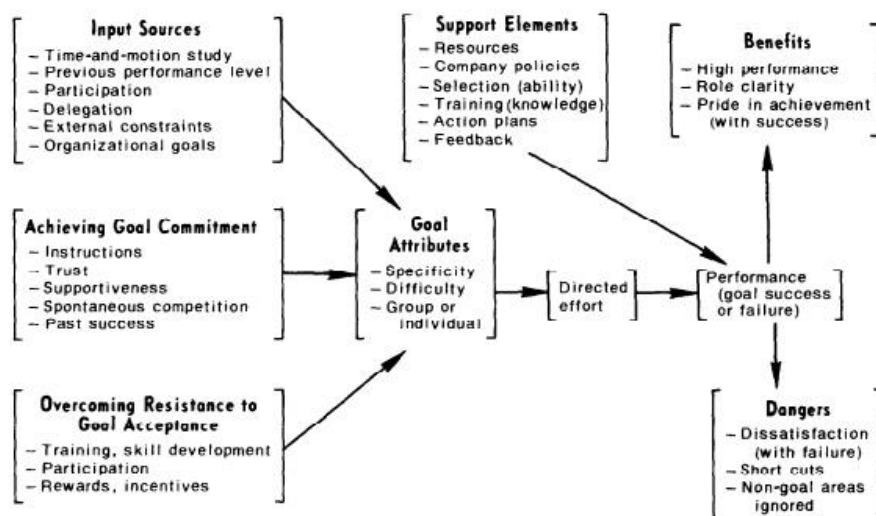 Input Sources
– Time-and-motion study
– Previous performance level
– Participation
– Delegation
– External constraints
– Organizational goals
Support Elements
– Resources
– Company policies
– Selection (ability)
– Training (knowledge)
– Action plans
– Feedback
Benefits
– High performance
– Role clarity
– Pride in achievement
(with success)
Achieving Goal Commitment
– Instructions
– Trust
– Supportiveness
– Spontaneous competition
– Past success
Goal
Attributes
– Specificity
– Difficulty
– Group or
individual
Directed
effort
Performance
(goal success
or failure)
Overcoming Resistance to
Goal Acceptance
– Training, skill development
– Participation
– Rewards, incentives
Dangers
– Dissatisfaction
(with failure)
– Short cuts
– Non-goal areas
ignored